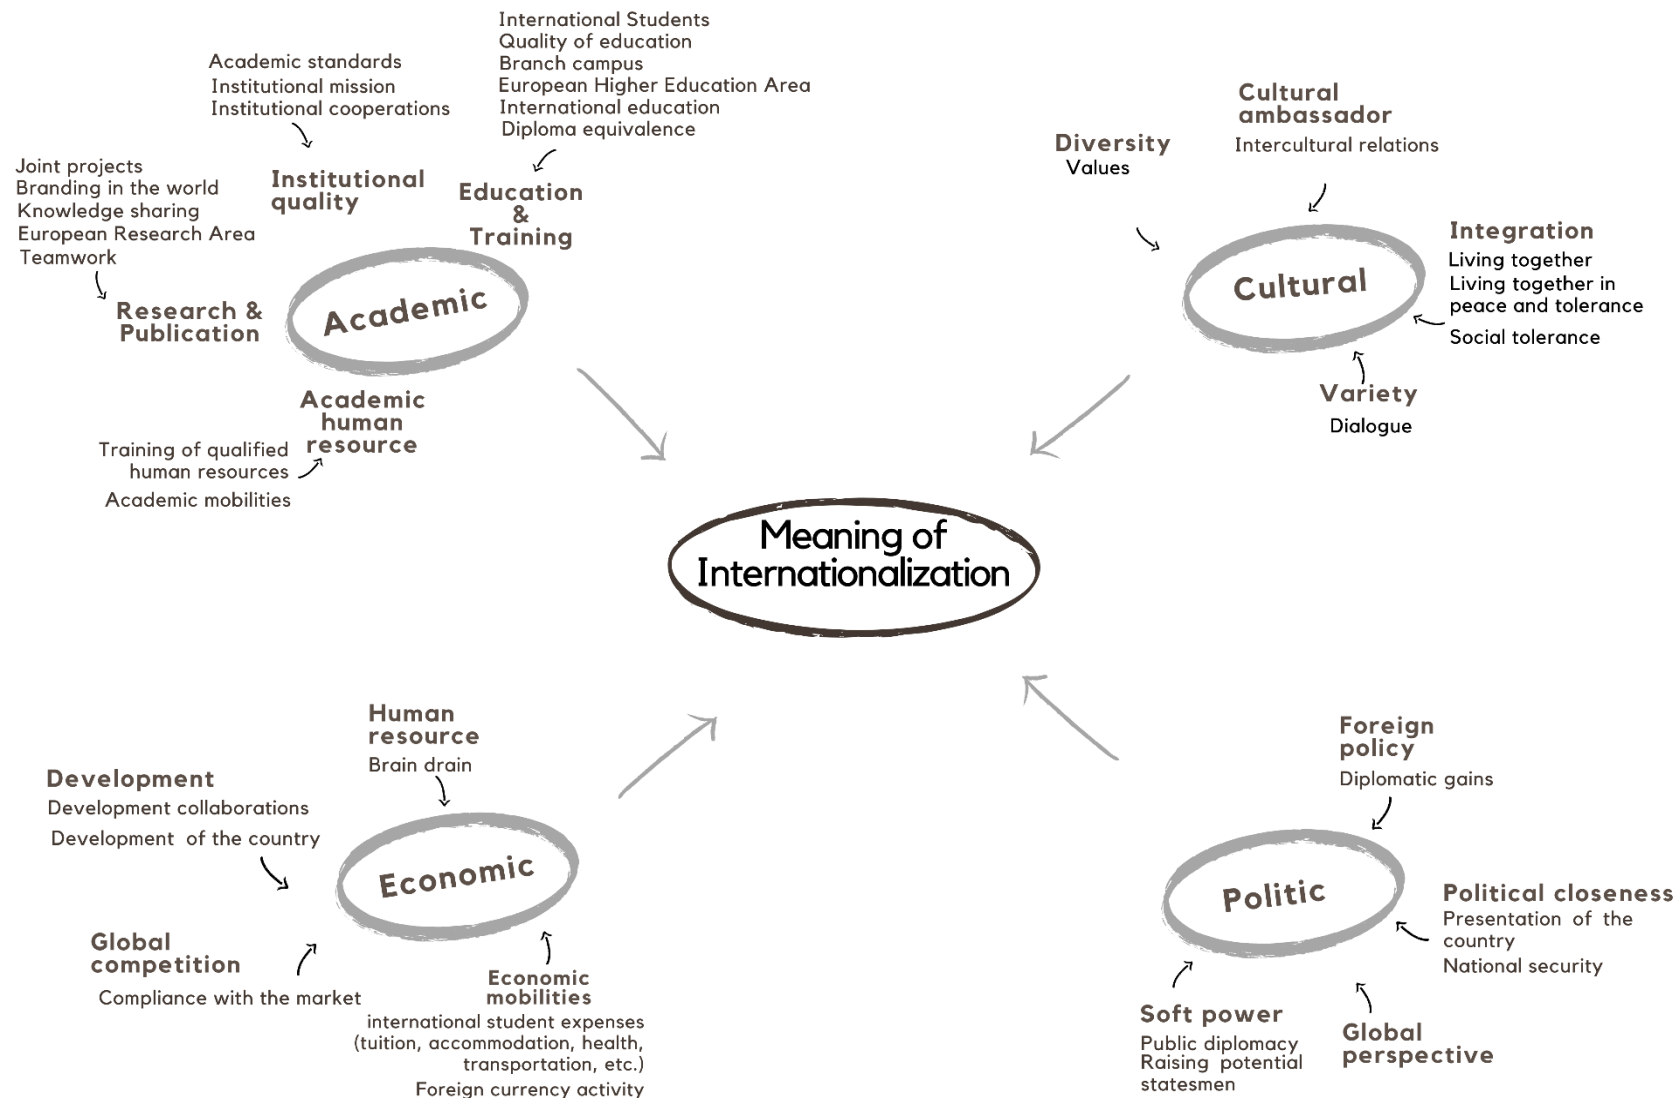 International Students
Quality of education
Branch campus
European Higher Education Area
International education
Diploma equivalence
Academic standards
Institutional mission
Institutional cooperations
Joint projects
Branding in the world
Knowledge sharing
European Research Area
Teamwork
Institutional
quality
Education
&
Training
Research &
Publication
Academic
Academic
human
resource
Training of qualified
human resources
Academic mobilities
Cultural
ambassador
Intercultural relations
Diversity
Values
Integration
Living together
Living together in
peace and tolerance
Social tolerance
Cultural
Variety
Dialogue
Meaning of
Internationalization
Human
resource
Brain drain
Development
Development collaborations
Development of the country
Economic
Global
competition
Compliance with the market
Economic
mobilities
international student expenses
(tuition, accommodation, health,
transportation, etc.)
Foreign currency activity
Foreign
policy
Diplomatic gains
Politic
Political closeness
Presentation of the
country
National security
Soft power
Public diplomacy
Raising potential
statesmen
Global
perspective